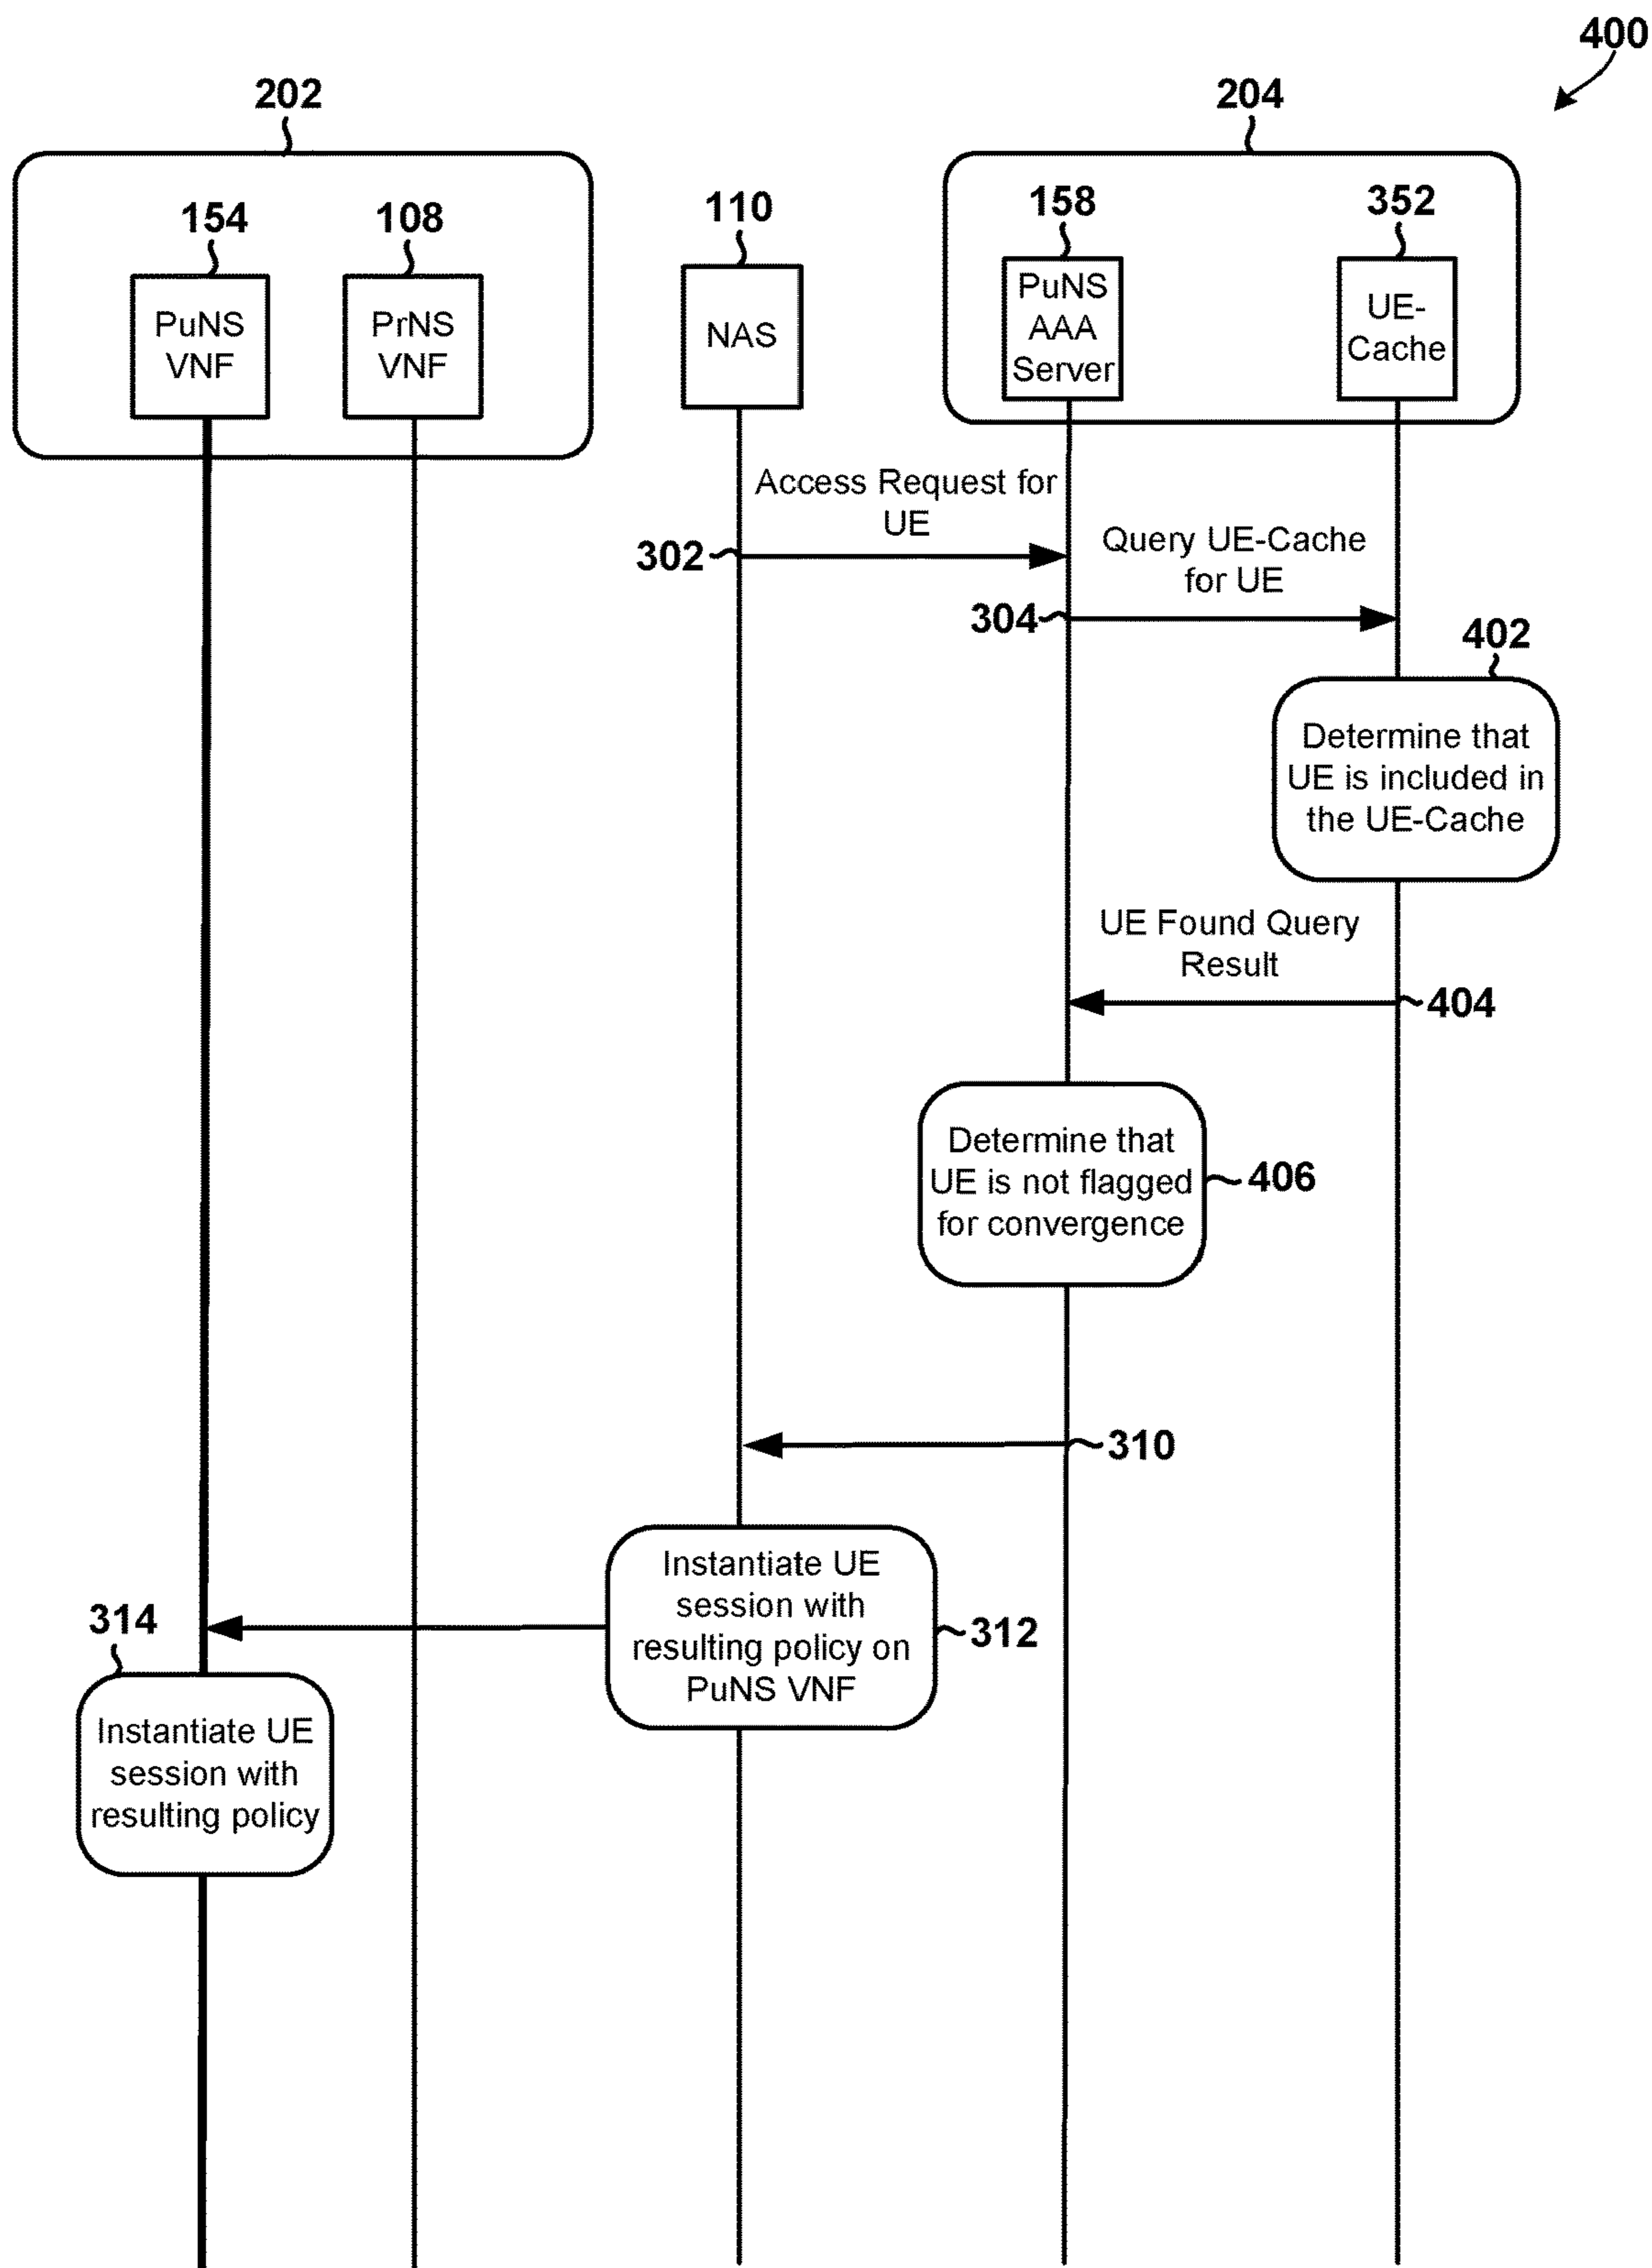 400
202
204
154
108
110
158
352
PuNS
VNF
PrNS
VNF
NAS
PuNS
AAA
Server
UE-
Cache
Access Request for
UE
302
Query UE-Cache
for UE
304
402
Determine that
UE is included in
the UE-Cache
UE Found Query
Result
404
Determine that
UE is not flagged
for convergence
406
310
Instantiate UE
session with
resulting policy on
PuNS VNF
312
314
Instantiate UE
session with
resulting policy